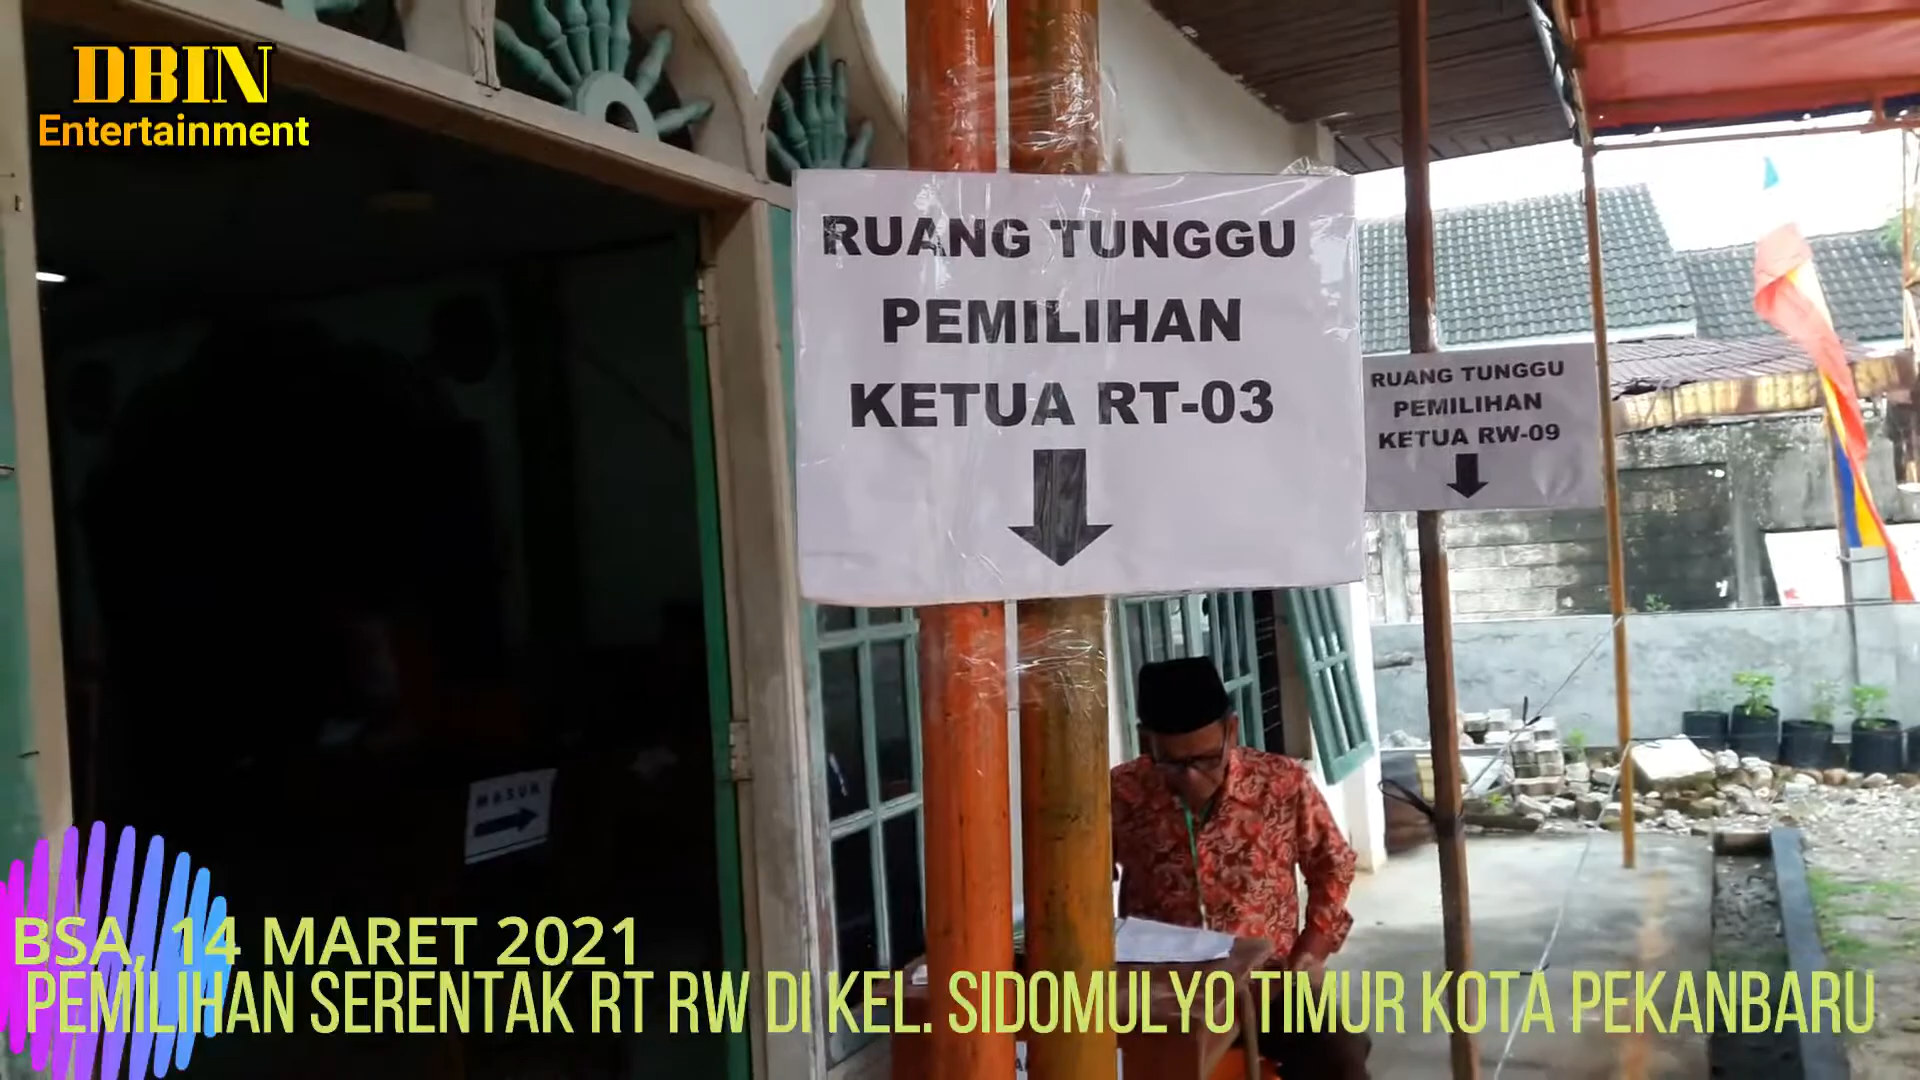 DBIN
Entertainment
RUANG TUNGGU
PEMILIHAN
KETUA RT-03
RUANG TUNGGU
PEMILIHAN
KETUA RW-09
MASUK
BSA, 14 MARET 2021
PEMILIHAN SERENTAK RT RW DI KEL. SIDOMULYO TIMUR KOTA PEKANBARU